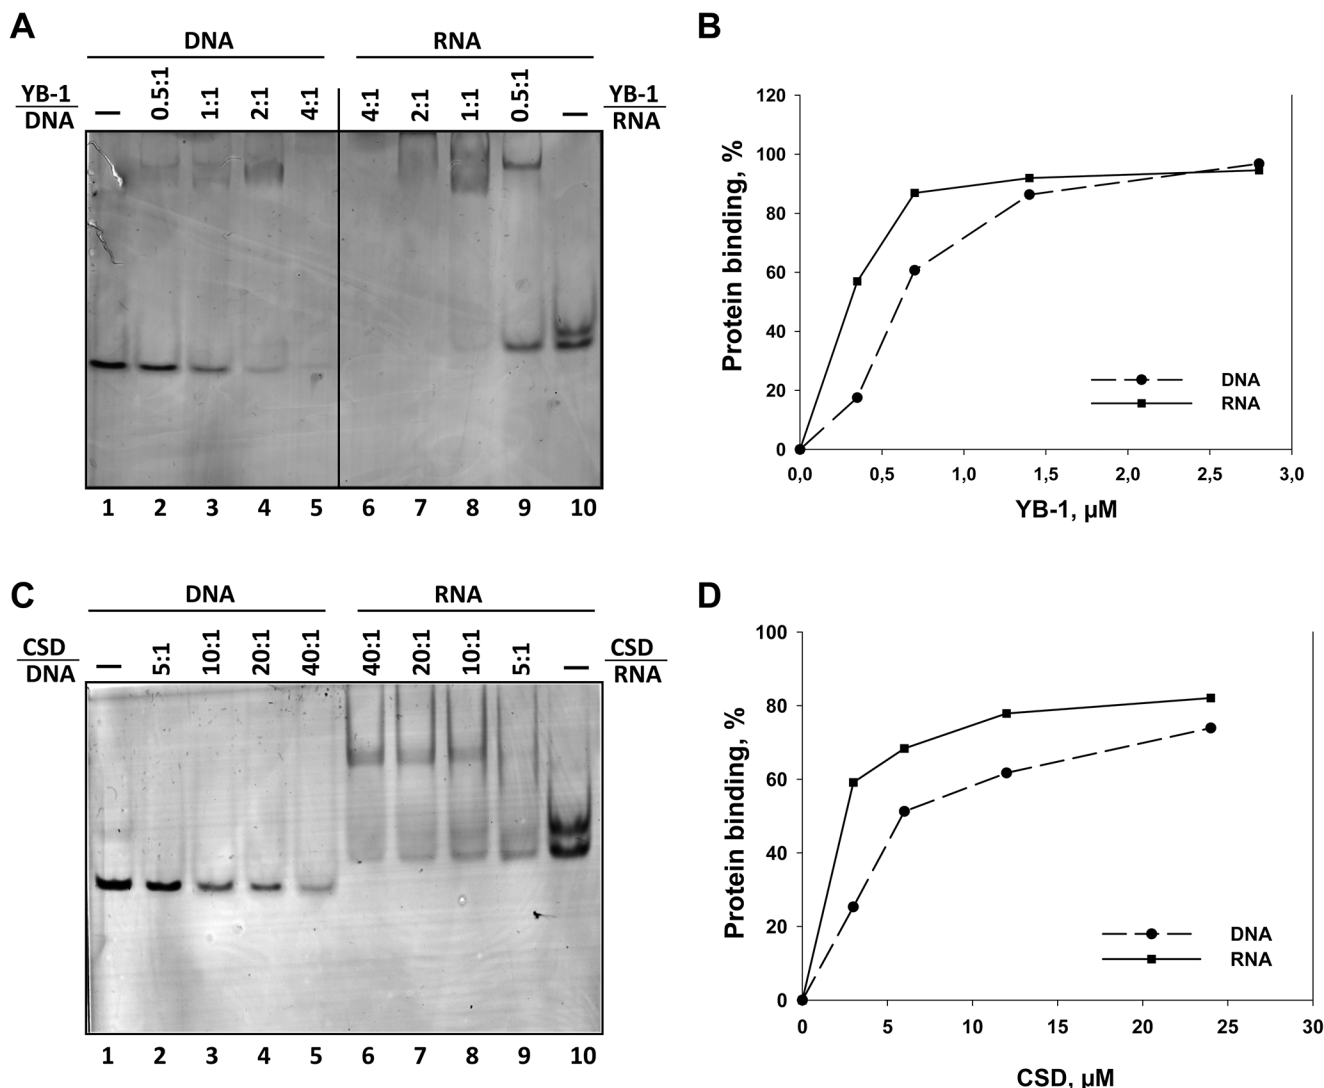 A
DNA
RNA
YB-1
DNA
—
0.5:1
1:1
2:1
4:1
4:1
2:1
1:1
0.5:1
—
YB-1
RNA
1 2 3 4 5 6 7 8 9 10
B
120
100
80
60
40
20
0
Protein binding, %
DNA
RNA
0,0 0,5 1,0 1,5 2,0 2,5 3,0
YB-1, µM
C
DNA
RNA
CSD
DNA
—
5:1
10:1
20:1
40:1
40:1
20:1
10:1
5:1
—
CSD
RNA
1 2 3 4 5 6 7 8 9 10
D
100
80
60
40
20
0
Protein binding, %
DNA
RNA
0 5 10 15 20 25 30
CSD, µM